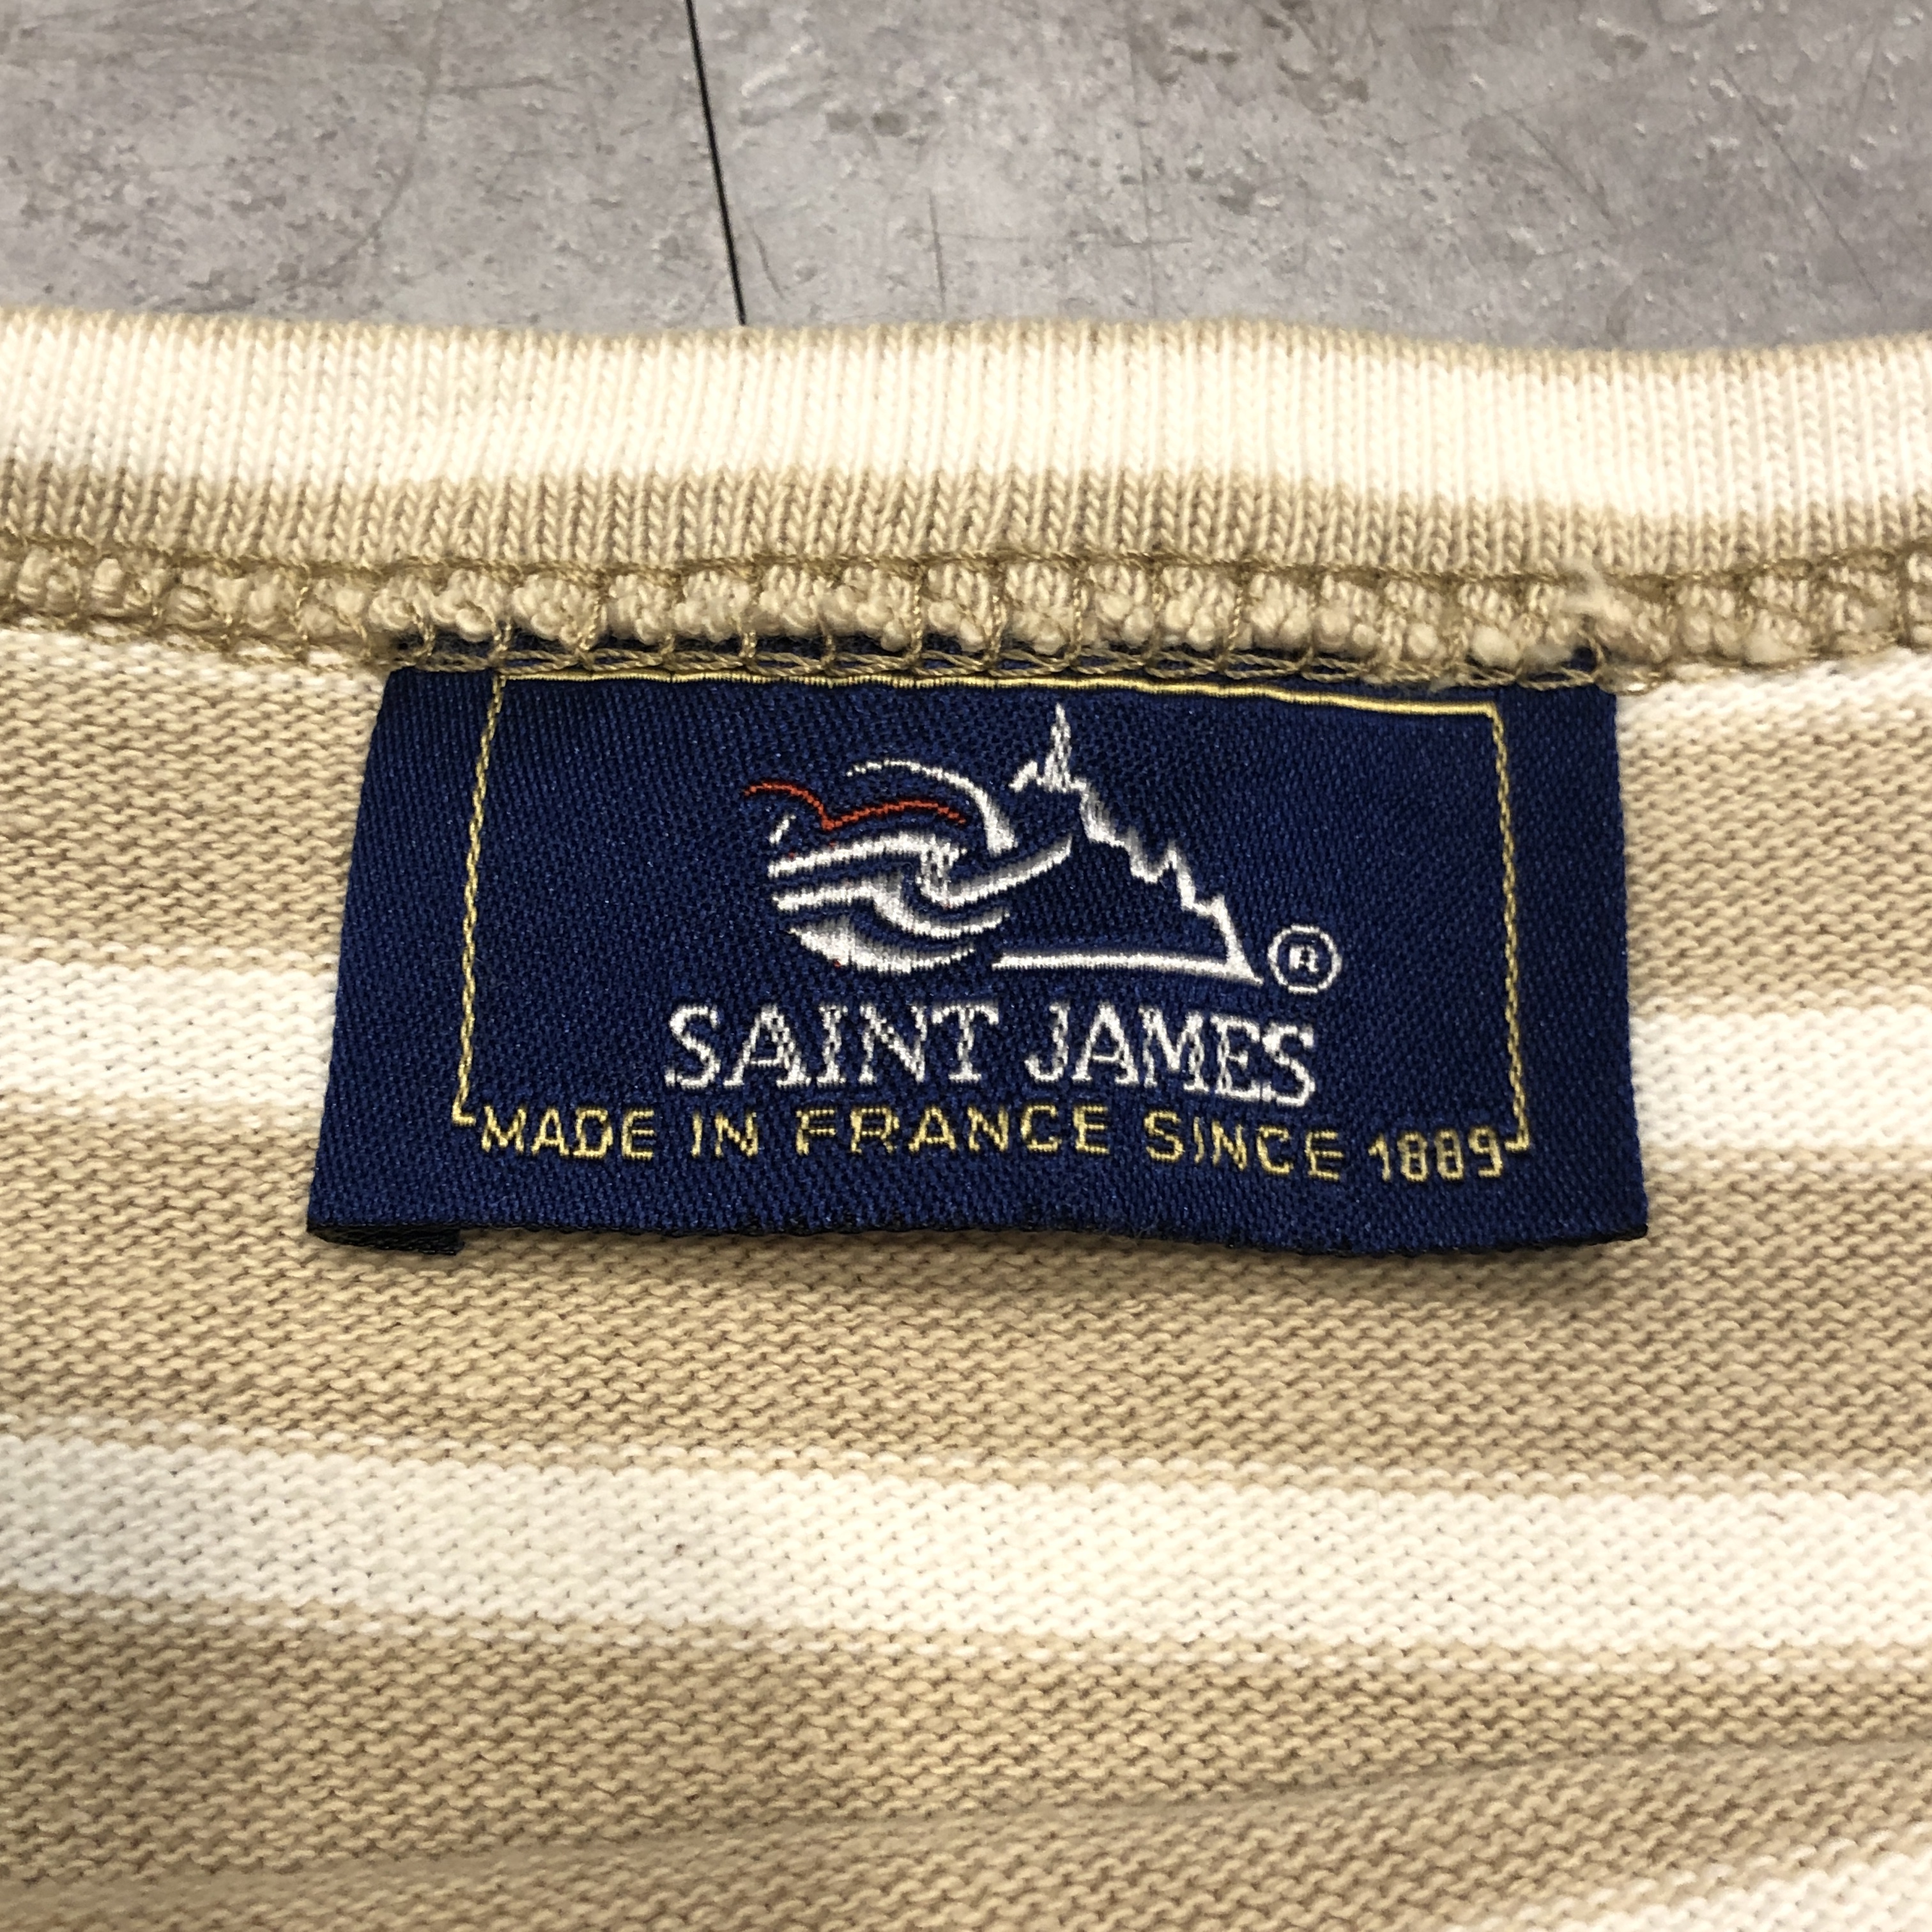 ®
SAINT JAMES
MADE IN FRANCE SINCE 1889